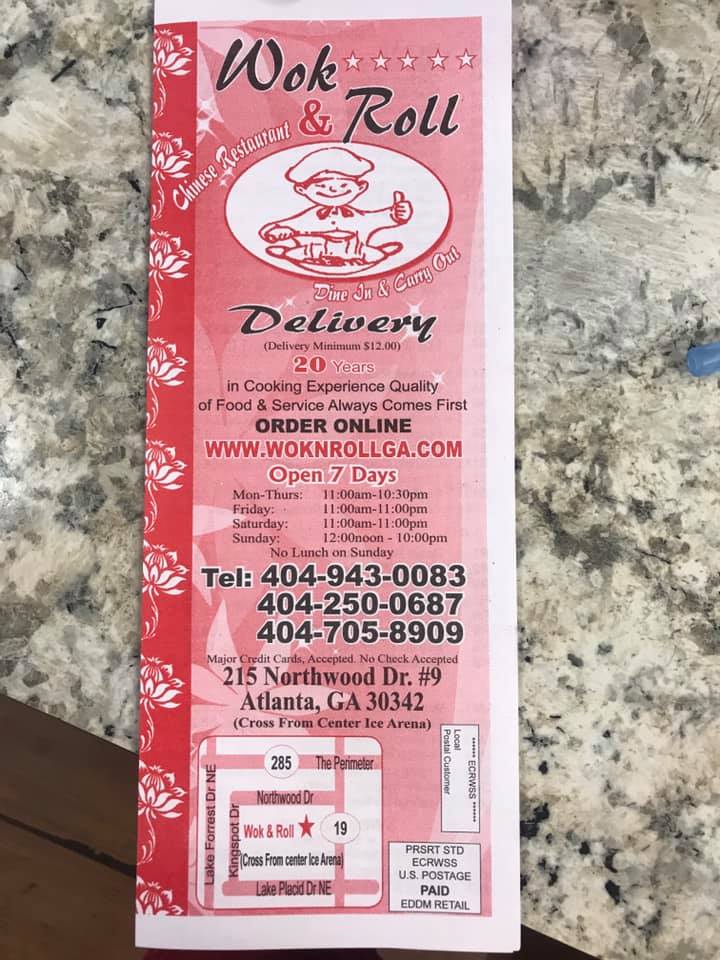 Wok
& Roll
Chinese Restaurant
Dine In & Carry Out
Delivery
(Delivery Minimum $12.00)
20 Years
in Cooking Experience Quality
of Food & Service Always Comes First
ORDER ONLINE
WWW.WOKNROLLGA.COM
Open 7 Days
Mon-Thurs: 11:00am-10:30pm
Friday: 11:00am-11:00pm
Saturday: 11:00am-11:00pm
Sunday: 12:00noon - 10:00pm
No Lunch on Sunday
Tel: 404-943-0083
404-250-0687
404-705-8909
Major Credit Cards, Accepted. No Check Accepted
215 Northwood Dr. #9
Atlanta, GA 30342
(Cross From Center Ice Arena)
285 The Perimeter
Lake Forrest Dr NE
Kingspot Dr
Northwood Dr
Wok & Roll 19
(Cross From center Ice Arena)
Lake Placid Dr NE
****** ECRWSS ******
Local
Postal Customer
PRSRT STD
ECRWSS
U.S. POSTAGE
PAID
EDDM RETAIL